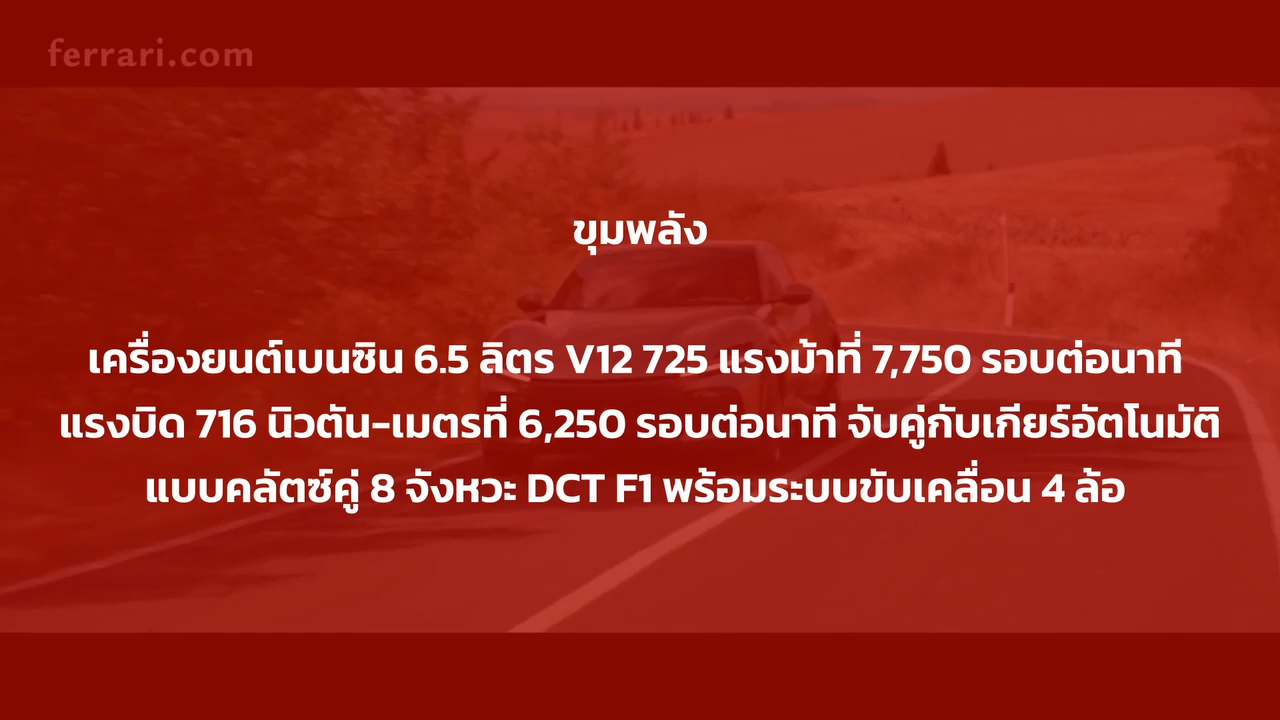 ferrari.com
ขุมพลัง
เครื่องยนต์เบนซิน 6.5 ลิตร V12 725 แรงม้าที่ 7,750 รอบต่อนาที
แรงบิด 716 นิวตัน-เมตรที่ 6,250 รอบต่อนาที จับคู่กับเกียร์อัตโนมัติ
แบบคลัตซ์คู่ 8 จังหวะ DCT F1 พร้อมระบบขับเคลื่อน 4 ล้อ